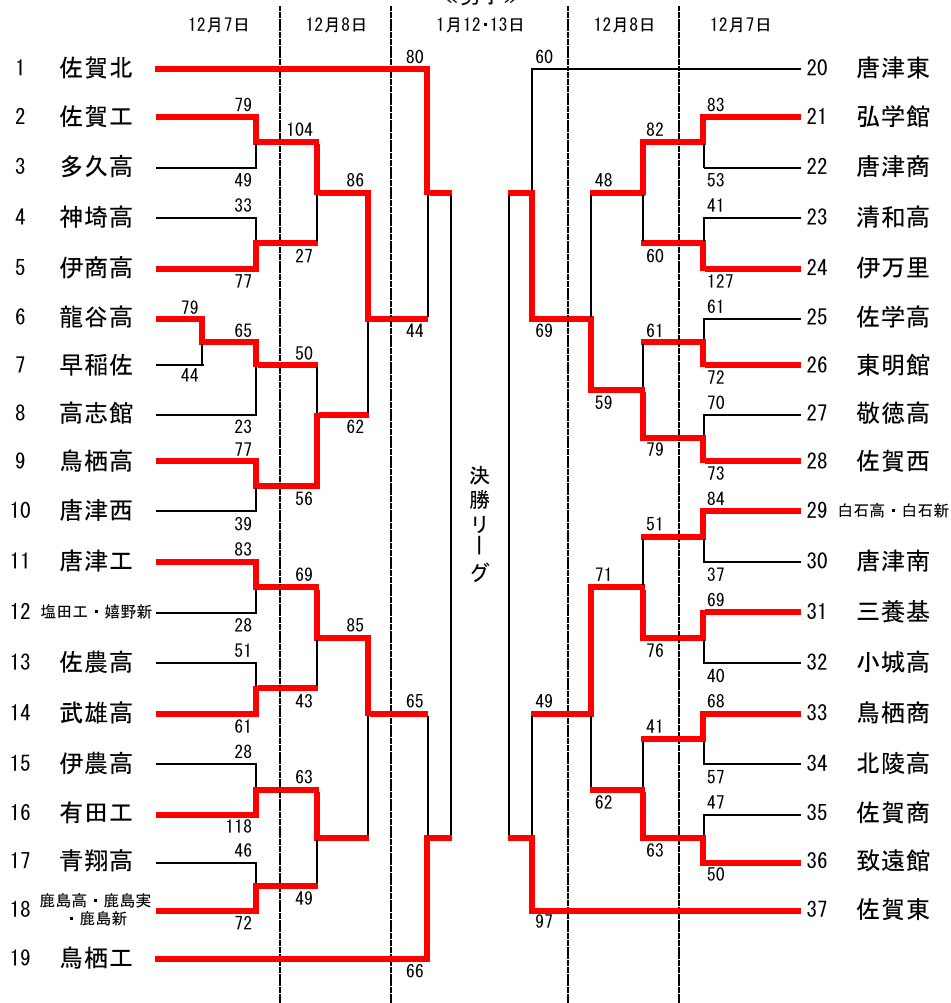 12月7日 12月8日 1月12・13日 12月8日 12月7日
80 60
1 佐賀北 20 唐津東
79 83
2 佐賀工 21 弘学館
104 82
3 多久高 22 唐津商
49 86 48 53
33 41
4 神埼高 23 清和高
27 60
5 伊商高 24 伊万里
77 127
79 61
6 龍谷高 25 佐学高
65 44 69 61
50
7 早稲佐 26 東明館
44 72
59 70
8 高志館 27 敬徳高
23 62
77 79
9 鳥栖高 28 佐賀西
73
56 84
10 唐津西 29 白石高・白石新
39 51
83
11 唐津工 30 唐津南
69 71 37
69
12 塩田工・嬉野新 31 三養基
28 85
51 76
13 佐農高 32 小城高
43 40
65 49 68
14 武雄高 33 鳥栖商
61 41
28
15 伊農高 34 北陵高
63 57
62 47
16 有田工 35 佐賀商
118
46 63
17 青翔高 36 致遠館
50
49
18 鹿島高・鹿島実
・鹿島新
37 佐賀東
72 97
19 鳥栖工
66
決勝リーグ